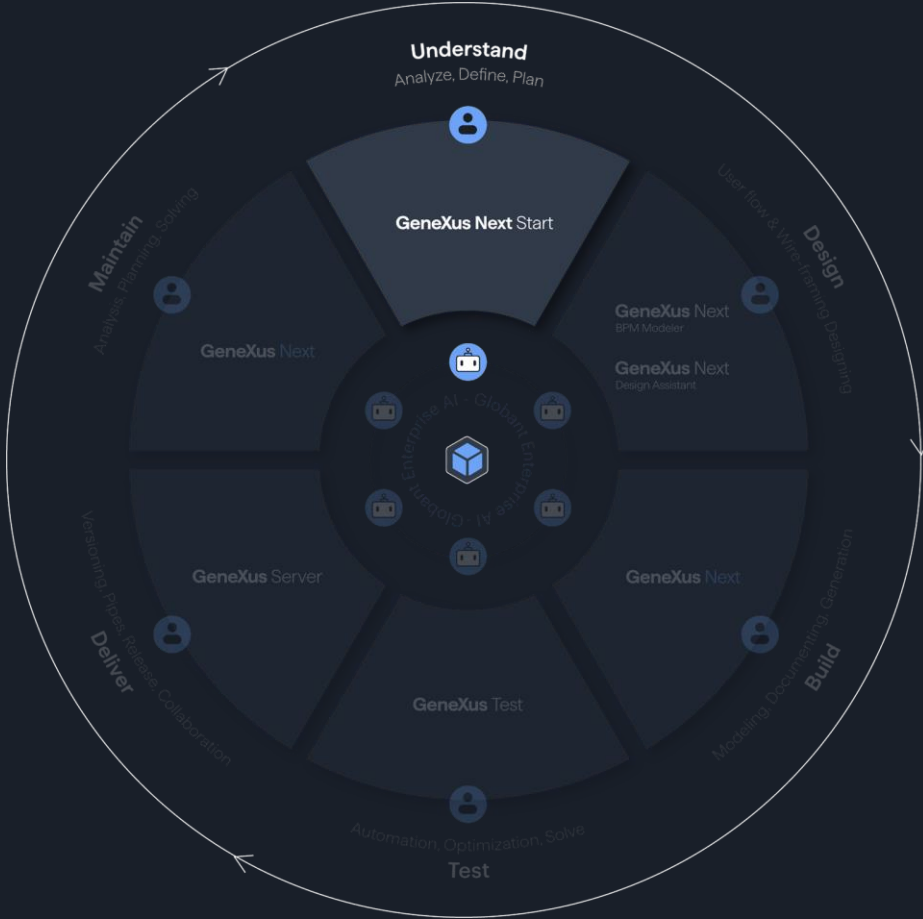 Understand
Analyze, Define, Plan
GeneXus Next Start
Design
User flow & Wire-framing Designing
GeneXus Next
BPM Modeler
GeneXus Next
Design Assistant
Build
Modeling, Documenting, Generation
GeneXus Next
GeneXus Test
Automation, Optimization, Solve
Test
Deliver
Versioning, Pipes, Release, Collaboration
GeneXus Server
Maintain
Analysis, Planning, Solving
GeneXus Next
Globant Enterprise AI - Globant Enterprise AI -